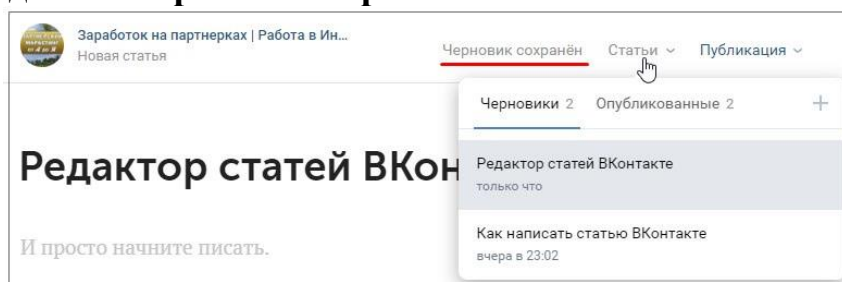 Заработок на партнерках | Работа в Ин...
Новая статья
Черновик сохранён Статьи Публикация
Черновики 2 Опубликованные 2 +
Редактор статей ВКон
Редактор статей ВКонтакте
только что
И просто начните писать.
Как написать статью ВКонтакте
вчера в 23:02